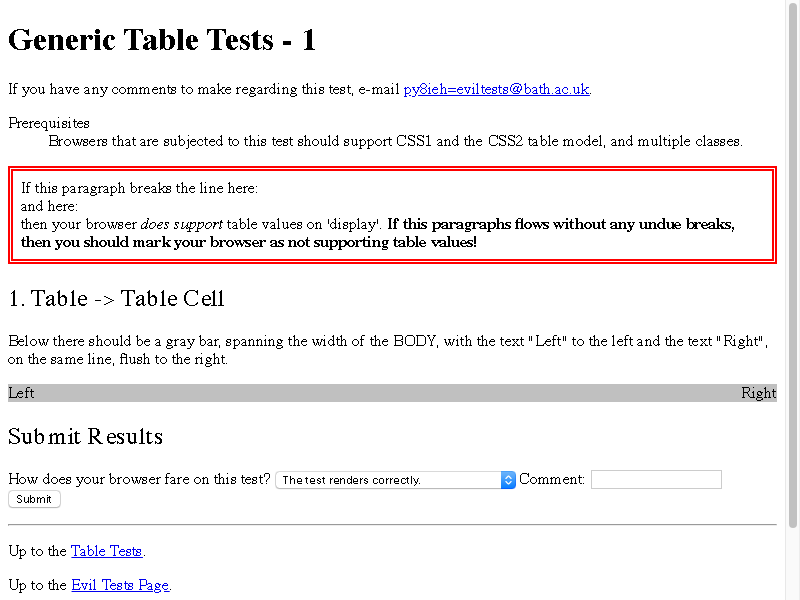 Generic Table Tests - 1
If you have any comments to make regarding this test, e-mail py8ieh=eviltests@bath.ac.uk.
Prerequisites
Browsers that are subjected to this test should support CSS1 and the CSS2 table model, and multiple classes.
If this paragraph breaks the line here:
and here:
then your browser does support table values on 'display'. If this paragraphs flows without any undue breaks,
then you should mark your browser as not supporting table values!
1. Table -> Table Cell
Below there should be a gray bar, spanning the width of the BODY, with the text "Left" to the left and the text "Right",
on the same line, flush to the right.
Left Right
Submit Results
How does your browser fare on this test? The test renders correctly. Comment:
Submit
Up to the Table Tests.
Up to the Evil Tests Page.